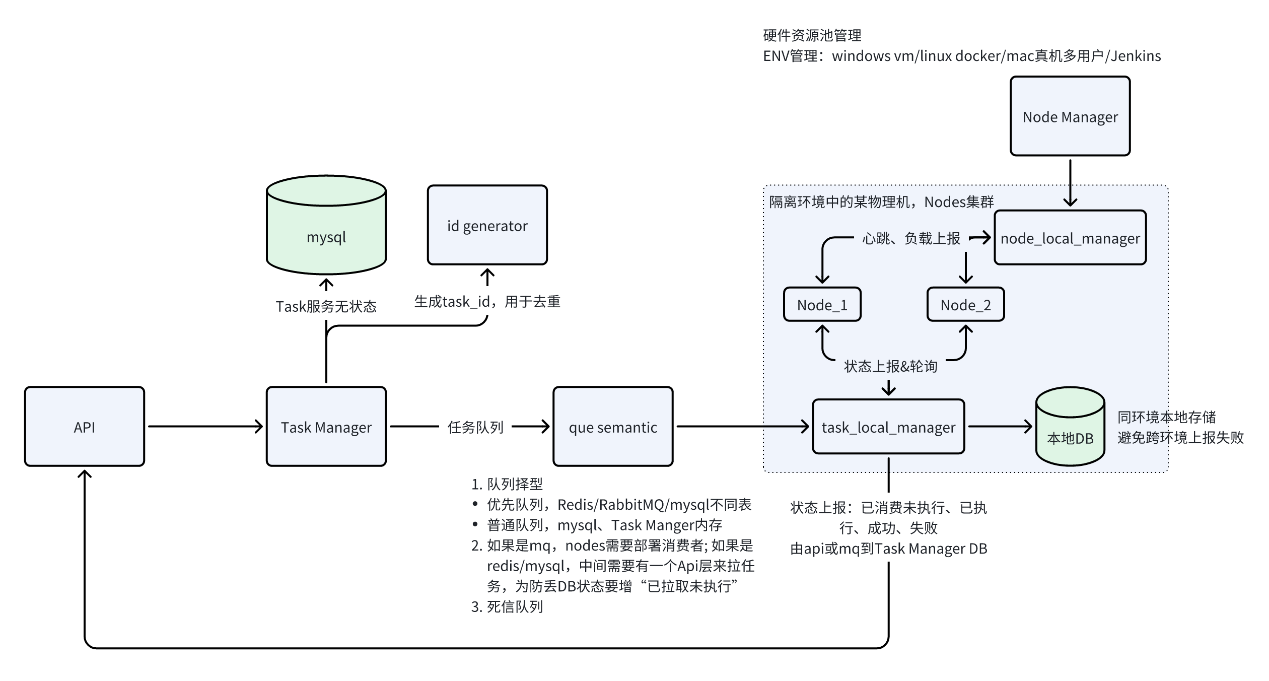 硬件资源池管理
ENV管理：windows vm/linux docker/mac真机多用户/Jenkins
Node Manager
隔离环境中的某物理机，Nodes集群
mysql
id generator
心跳、负载上报
node_local_manager
Task服务无状态
生成task_id，用于去重
Node_1
Node_2
状态上报&轮询
API
Task Manager
任务队列
que semantic
task_local_manager
本地DB
同环境本地存储
避免跨环境上报失败
1. 队列择型
• 优先队列，Redis/RabbitMQ/mysql不同表
• 普通队列，mysql、Task Manger内存
2. 如果是mq，nodes需要部署消费者; 如果是
redis/mysql，中间需要有一个Api层来拉任
务，为防丢DB状态要增“已拉取未执行”
3. 死信队列
状态上报：已消费未执行、已执
行、成功、失败
由api或mq到Task Manager DB